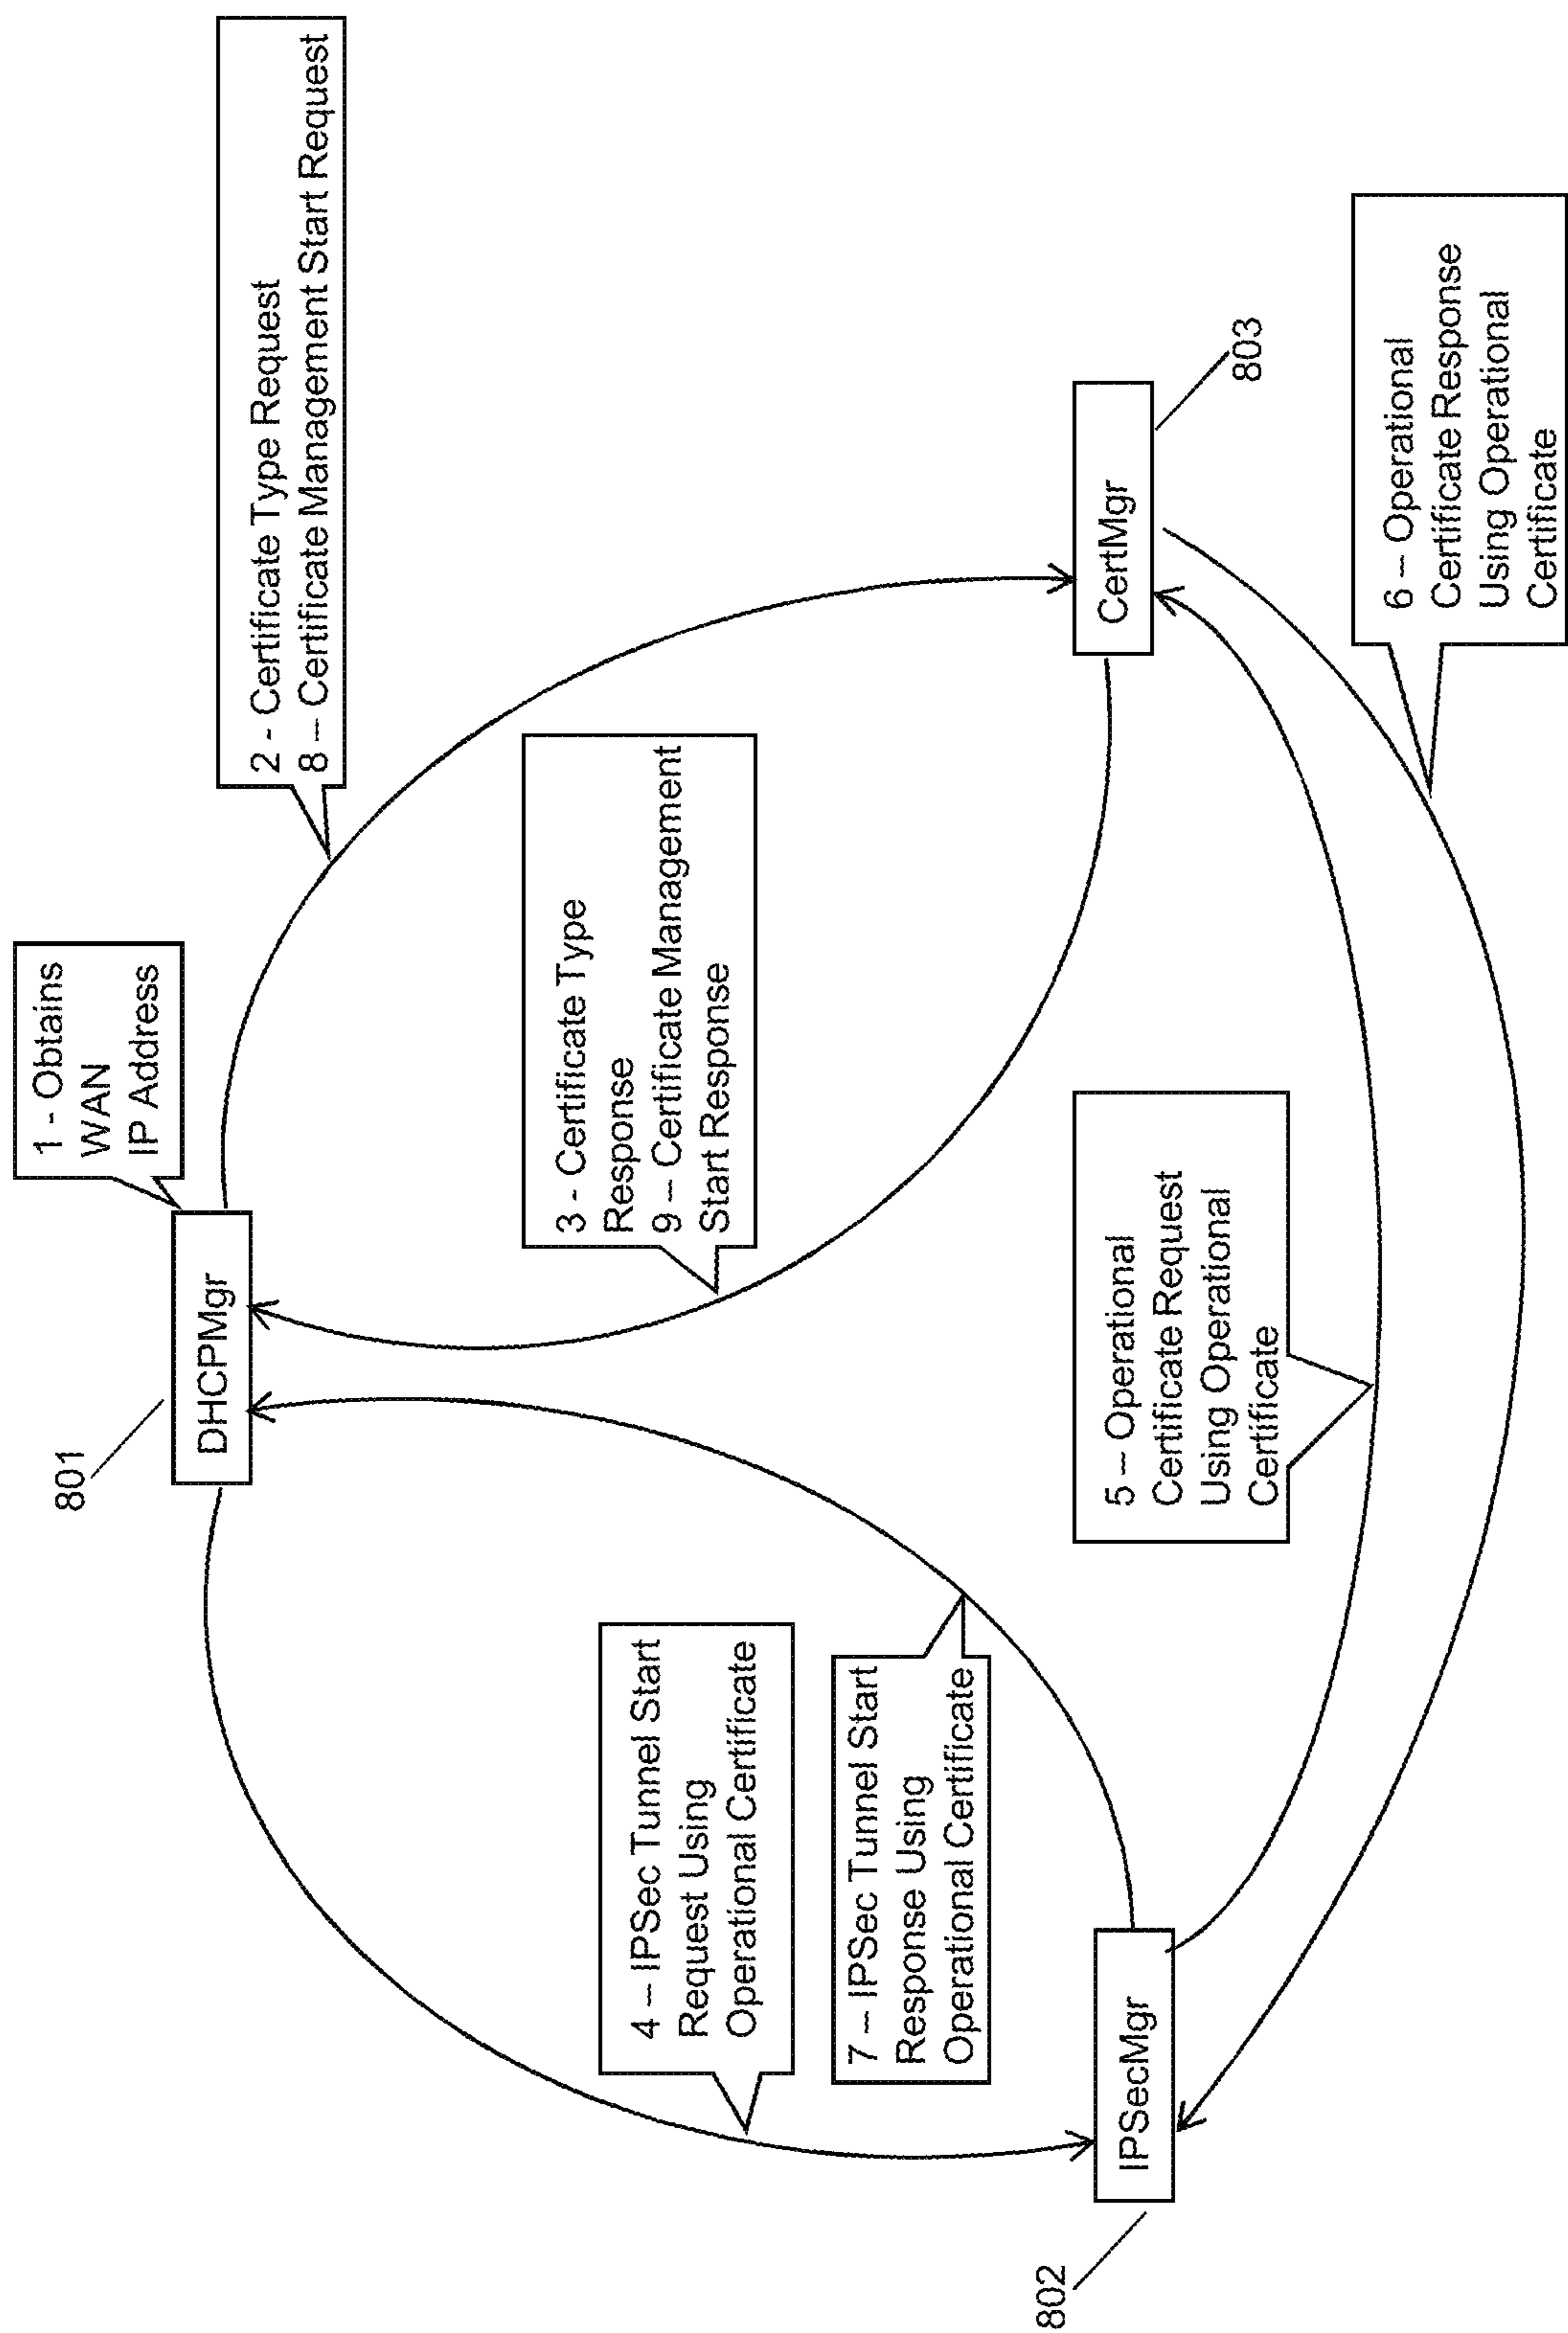 1 - Obtains
WAN
IP Address
2 - Certificate Type Request
8 – Certificate Management Start Request
801
DHCPMgr
3 - Certificate Type
Response
9 – Certificate Management
Start Response
4 – IPSec Tunnel Start
Request Using
Operational Certificate
7 – IPSec Tunnel Start
Response Using
Operational Certificate
802
IPSecMgr
CertMgr
803
5 – Operational
Certificate Request
Using Operational
Certificate
6 – Operational
Certificate Response
Using Operational
Certificate